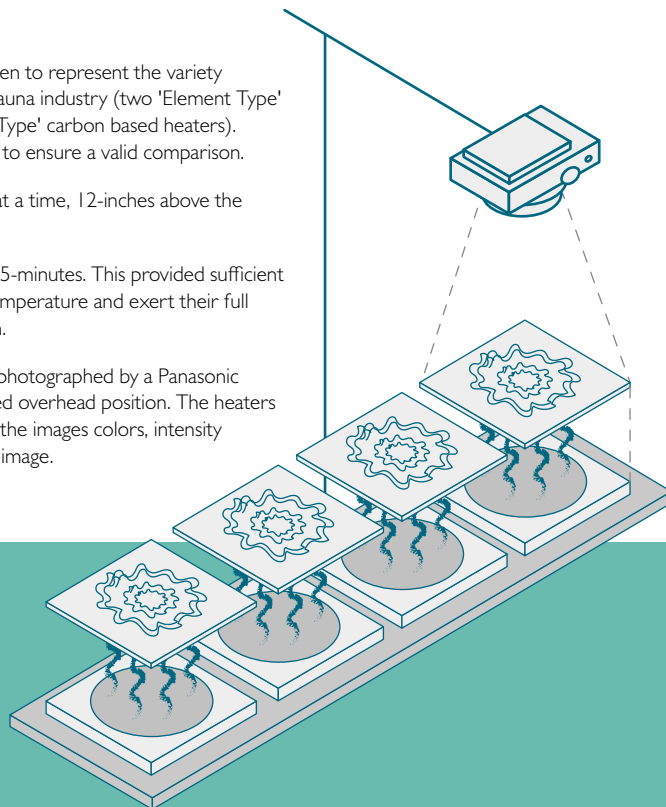 en to represent the variety
auna industry (two 'Element Type'
Type' carbon based heaters).
to ensure a valid comparison.
at a time, 12-inches above the
5-minutes. This provided sufficient
mperature and exert their full
.
photographed by a Panasonic
ed overhead position. The heaters
the images colors, intensity
image.